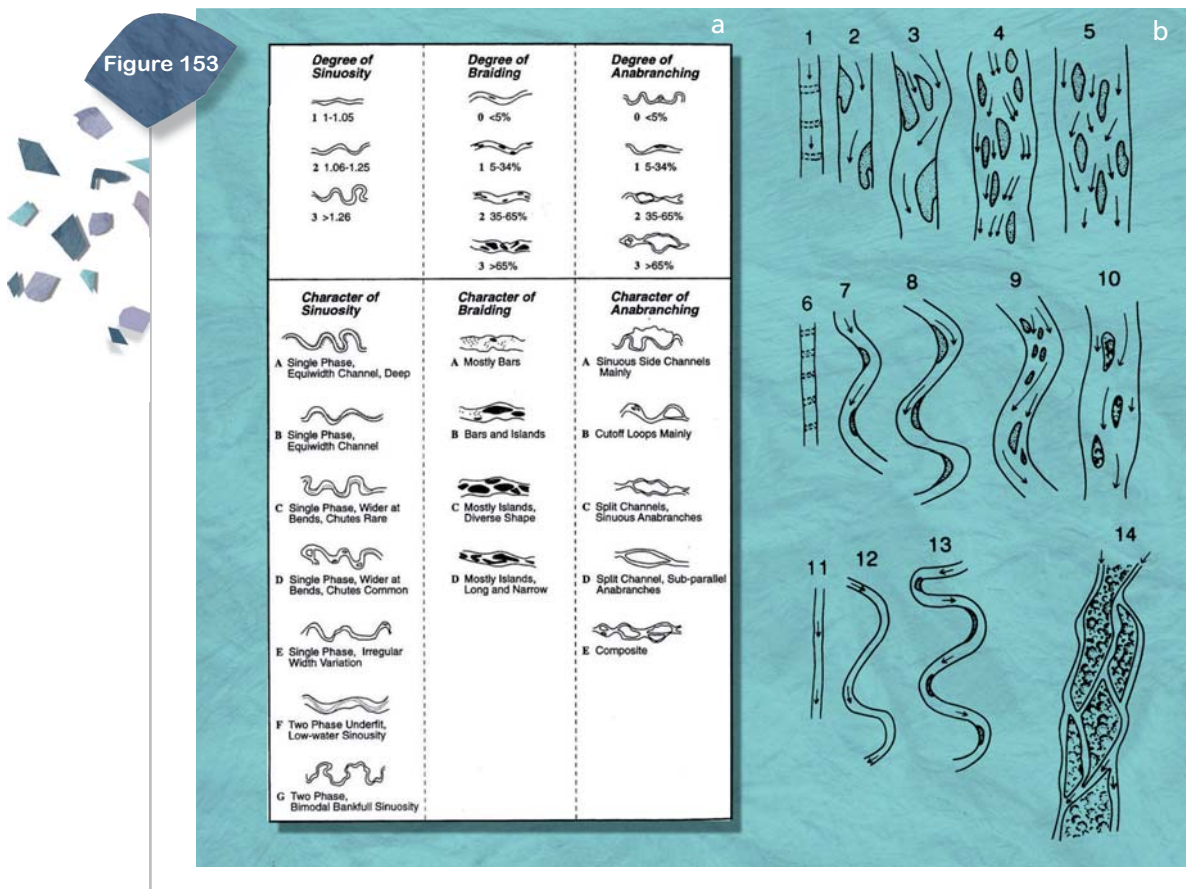 Figure 153
a
b
Degree of
Sinuosity
1 1-1.05
2 1.06-1.25
3 >1.26
Degree of
Braiding
0 <5%
1 5-34%
2 35-65%
3 >65%
Degree of
Anabranching
0 <5%
1 5-34%
2 35-65%
3 >65%
Character of
Sinuosity
A Single Phase,
Equiwidth Channel, Deep
B Single Phase,
Equiwidth Channel
C Single Phase, Wider at
Bends, Chutes Rare
D Single Phase, Wider at
Bends, Chutes Common
E Single Phase, Irregular
Width Variation
F Two Phase Underfit,
Low-water Sinousity
G Two Phase,
Bimodal Bankfull Sinuosity
Character of
Braiding
A Mostly Bars
B Bars and Islands
C Mostly Islands,
Diverse Shape
D Mostly Islands,
Long and Narrow
Character of
Anabranching
A Sinuous Side Channels
Mainly
B Cutoff Loops Mainly
C Split Channels,
Sinuous Anabranches
D Split Channel, Sub-parallel
Anabranches
E Composite
1 2 3 4 5
6 7 8 9 10
11 12 13 14